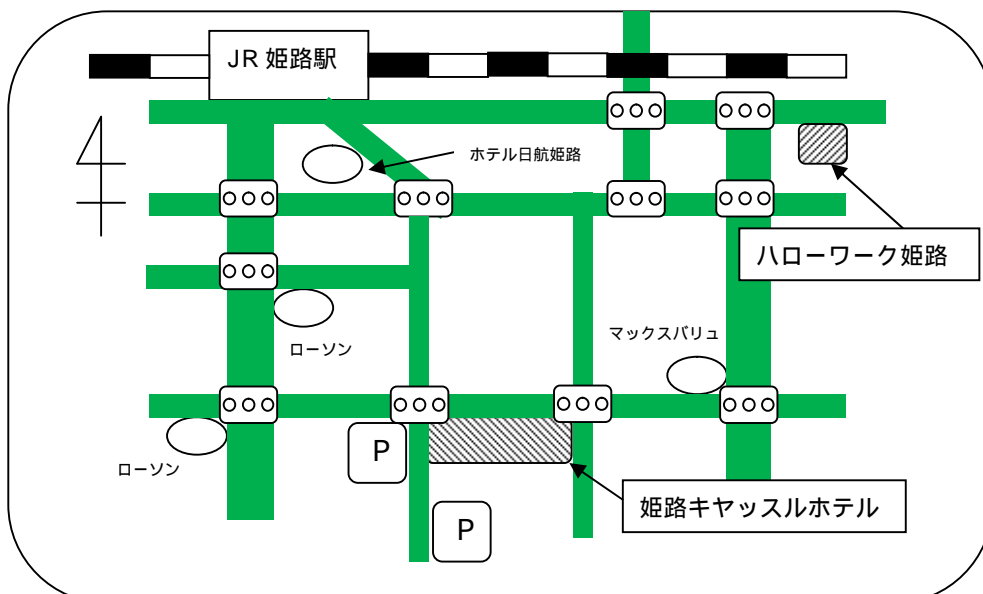 JR 姫路駅
ホテル日航姫路
ハローワーク姫路
マックスバリュ
ローソン
ローソン
P
姫路キヤッスルホテル
P